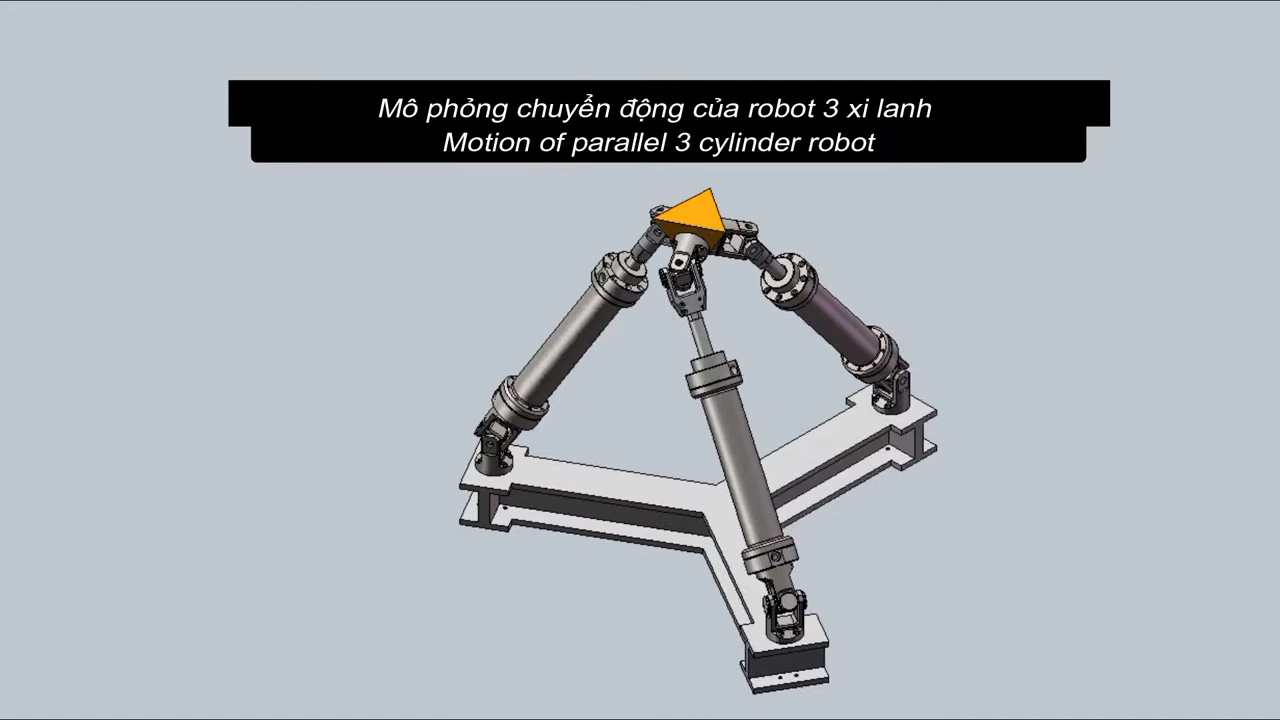 Mô phỏng chuyển động của robot 3 xi lanh
Motion of parallel 3 cylinder robot